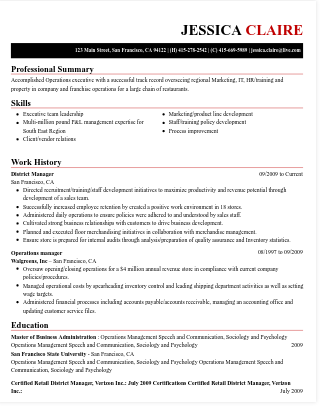 JESSICA CLAIRE
123 Main Street, San Francisco, CA 94122 | (H) 415-278-2542 | (C) 415-669-5989 | jessica.claire@live.com
Professional Summary
Accomplished Operations executive with a successful track record overseeing regional Marketing, IT, HR/training and
property in company and franchise operations for a large chain of restaurants.
Skills
• Executive team leadership
• Multi-million pound P&L management expertise for
South East Region
• Client/vendor relations
• Marketing/product line development
• Staff/training policy development
• Process improvement
Work History
District Manager 09/2009 to Current
San Francisco, CA
• Directed recruitment/training/staff development initiatives to maximize productivity and revenue potential through
development of a sales team.
• Successfully increased employee retention by created a positive work environment in 18 stores.
• Administered daily operations to ensure policies were adhered to and understood by sales staff.
• Cultivated strong business relationships with customers to drive business development.
• Planned and executed floor merchandising initiatives in collaboration with merchandise management.
• Ensure store is prepared for internal audits through analysis/preparation of quality assurance and Inventory statistics.
Operations manager 08/1997 to 09/2009
Walgreens, Inc – San Francisco, CA
• Oversaw opening/closing operations for a $4 million annual revenue store in compliance with current company
policies/procedures.
• Managed operational costs by spearheading inventory control and leading shipping department activities as well as setting
wage targets.
• Administered financial processes including accounts payable/accounts receivable, managing an accounting office and
updating customer service files.
Education
Master of Business Administration : Operations Management Speech and Communication, Sociology and Psychology
Operations Management Speech and Communication, Sociology and Psychology 2009
San Francisco State University - San Francisco, CA
Operations Management Speech and Communication, Sociology and Psychology Operations Management Speech and
Communication, Sociology and Psychology
Certified Retail District Manager, Verizon Inc.: July 2009 Certifications Certified Retail District Manager, Verizon
Inc.: July 2009